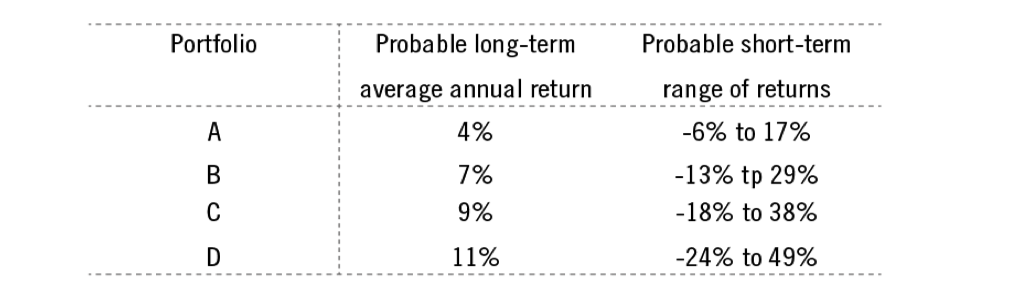 Portfolio Probable long-term Probable short-term
average annual return range of returns
A 4% -6% to 17%
B 7% -13% tp 29%
C 9% -18% to 38%
D 11% -24% to 49%